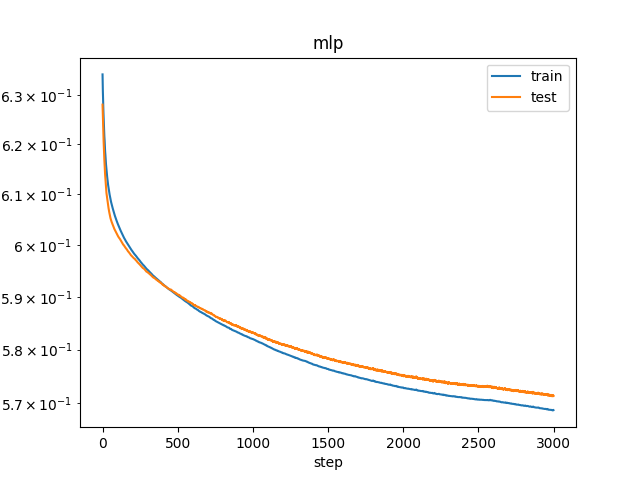 mlp
train
test
6.3 × 10⁻¹
6.2 × 10⁻¹
6.1 × 10⁻¹
6 × 10⁻¹
5.9 × 10⁻¹
5.8 × 10⁻¹
5.7 × 10⁻¹
0 500 1000 1500 2000 2500 3000
step